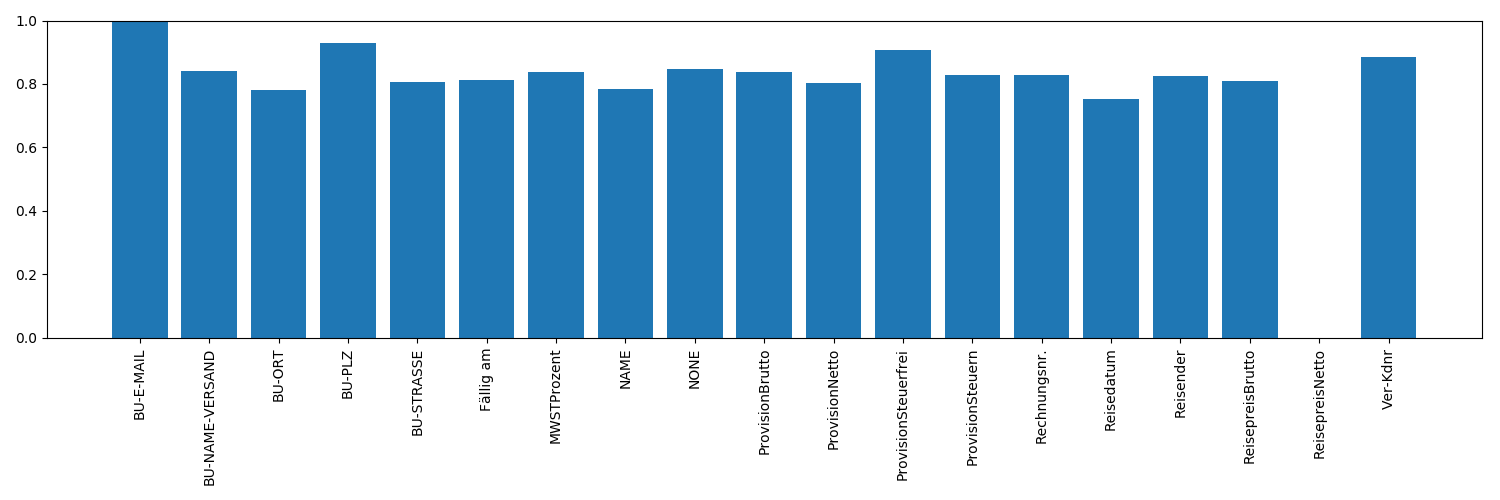 1.0
0.8
0.6
0.4
0.2
0.0
BU-E-MAIL
BU-NAME-VERSAND
BU-ORT
BU-PLZ
BU-STRASSE
Fällig am
MWSTProzent
NAME
NONE
ProvisionBrutto
ProvisionNetto
ProvisionSteuerfrei
ProvisionSteuern
Rechnungsnr.
Reisedatum
Reisender
ReisepreisBrutto
ReisepreisNetto
Ver-Kdnr